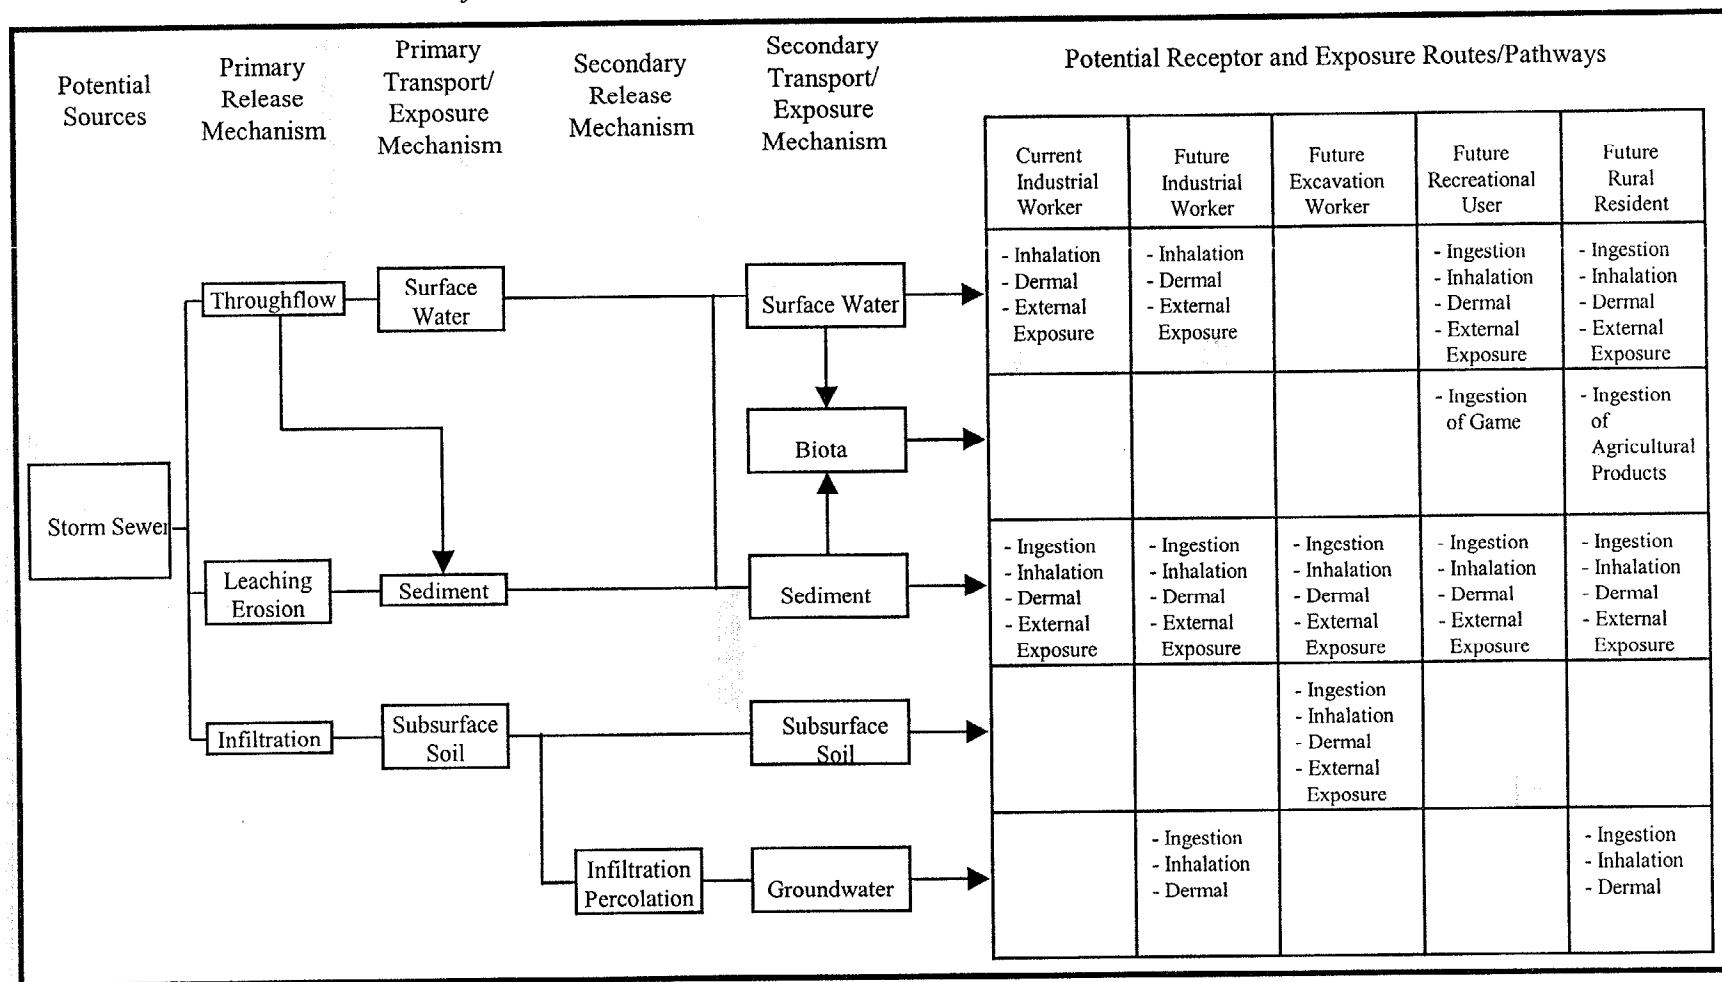 Potential
Sources
Primary
Release
Mechanism
Primary
Transport/
Exposure
Mechanism
Secondary
Release
Mechanism
Secondary
Transport/
Exposure
Mechanism
Potential Receptor and Exposure Routes/Pathways
Current
Industrial
Worker
Future
Industrial
Worker
Future
Excavation
Worker
Future
Recreational
User
Future
Rural
Resident
Storm Sewer
Throughflow
Surface
Water
Surface Water
- Inhalation
- Dermal
- External
Exposure
- Inhalation
- Dermal
- External
Exposure
- Ingestion
- Inhalation
- Dermal
- External
Exposure
- Ingestion
- Inhalation
- Dermal
- External
Exposure
Biota
- Ingestion
of Game
- Ingestion
of
Agricultural
Products
Leaching
Erosion
Sediment
Sediment
- Ingestion
- Inhalation
- Dermal
- External
Exposure
- Ingestion
- Inhalation
- Dermal
- External
Exposure
- Ingestion
- Inhalation
- Dermal
- External
Exposure
- Ingestion
- Inhalation
- Dermal
- External
Exposure
- Ingestion
- Inhalation
- Dermal
- External
Exposure
Infiltration
Subsurface
Soil
Subsurface
Soil
- Ingestion
- Inhalation
- Dermal
- External
Exposure
Infiltration
Percolation
Groundwater
- Ingestion
- Inhalation
- Dermal
- Ingestion
- Inhalation
- Dermal